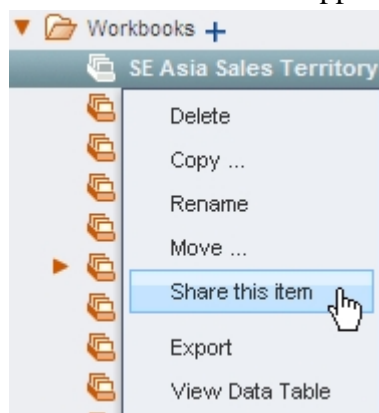 Workbooks +
SE Asia Sales Territory
Delete
Copy ...
Rename
Move ...
Share this item
Export
View Data Table